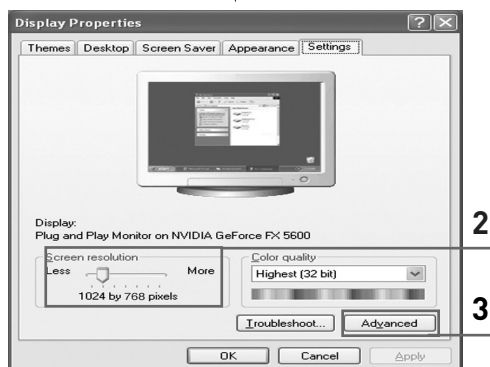 Display Properties
Themes Desktop Screen Saver Appearance Settings
Display:
Plug and Play Monitor on NVIDIA GeForce FX 5600
Screen resolution
Less More
1024 by 768 pixels
Color quality
Highest (32 bit)
2
Troubleshoot... Advanced
3
OK Cancel Apply